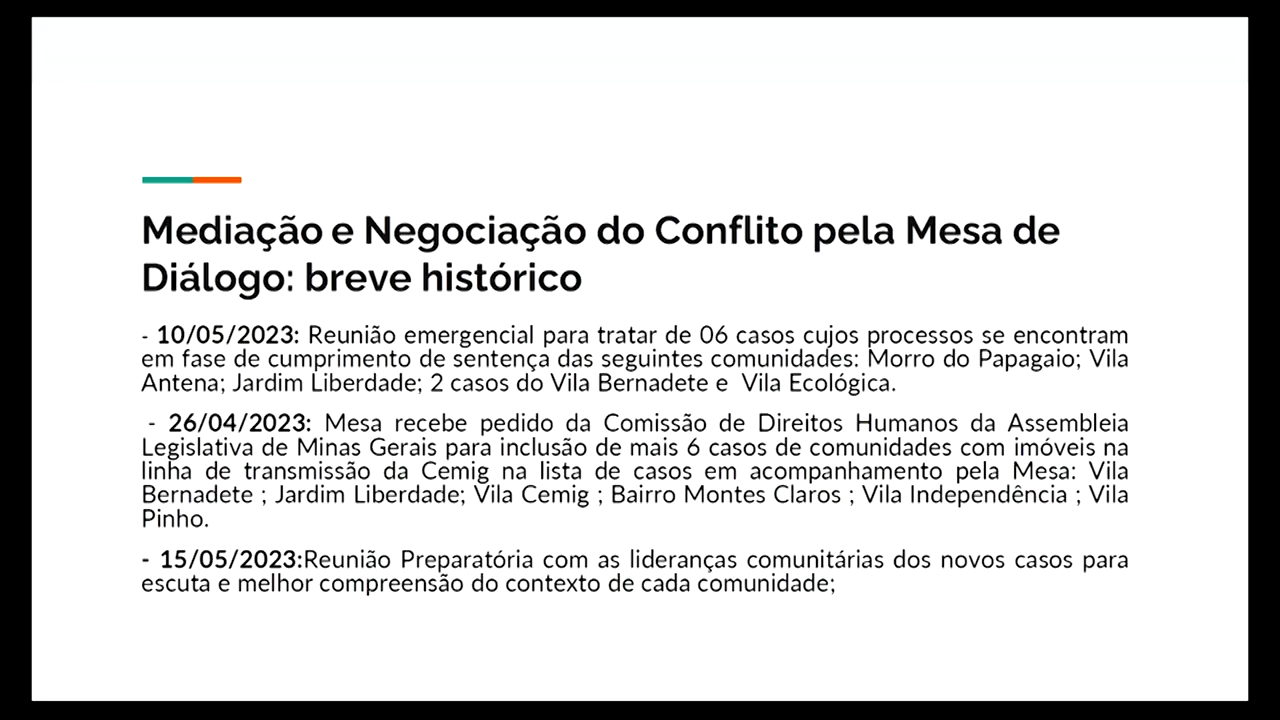 Mediação e Negociação do Conflito pela Mesa de
Diálogo: breve histórico
- 10/05/2023: Reunião emergencial para tratar de 06 casos cujos processos se encontram
em fase de cumprimento de sentença das seguintes comunidades: Morro do Papagaio; Vila
Antena; Jardim Liberdade; 2 casos do Vila Bernadete e  Vila Ecológica.
- 26/04/2023: Mesa recebe pedido da Comissão de Direitos Humanos da Assembleia
Legislativa de Minas Gerais para inclusão de mais 6 casos de comunidades com imóveis na
linha de transmissão da Cemig na lista de casos em acompanhamento pela Mesa: Vila
Bernadete ; Jardim Liberdade; Vila Cemig ; Bairro Montes Claros ; Vila Independência ; Vila
Pinho.
- 15/05/2023:Reunião Preparatória com as lideranças comunitárias dos novos casos para
escuta e melhor compreensão do contexto de cada comunidade;